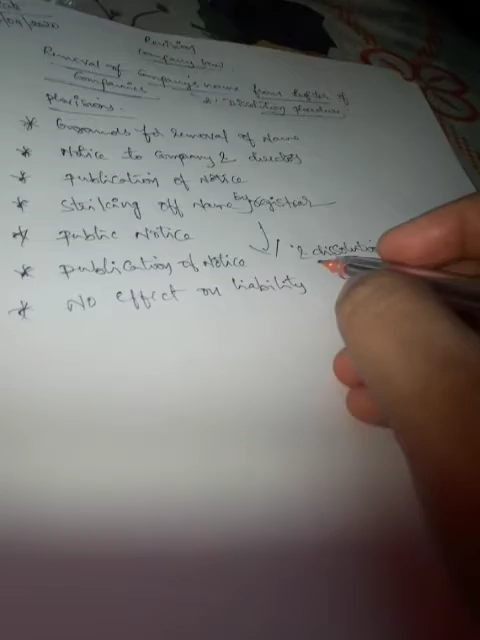 Revision
Company law
Removal of Company's name from register of
Companies & Dissolution procedure
Provisions.
* Grounds for removal of Name
* Notice to Company & directors
* Publication of Notice
* Striking off Name By registrar
* Public Notice
* Publication of Notice
& dissolution
* No effect on liability